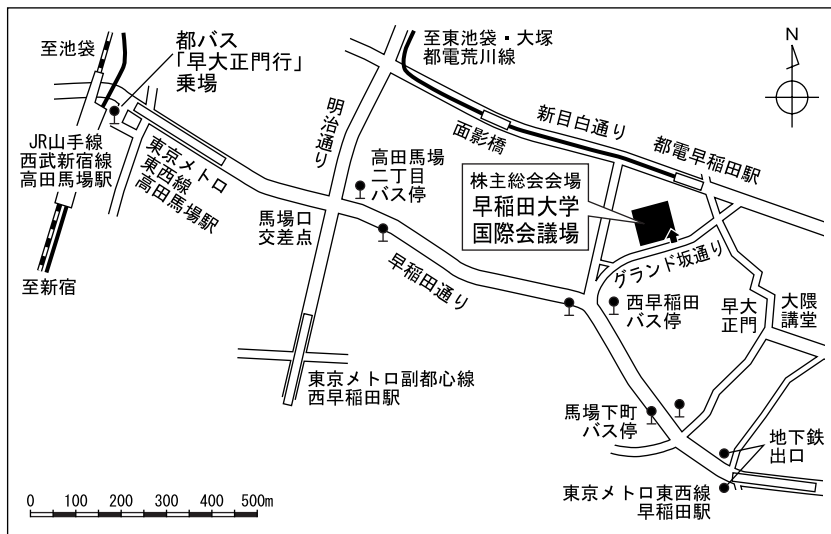 至池袋
都バス
「早大正門行」
乗場
至東池袋・大塚
都電荒川線
N
明治通り
新目白通り
面影橋
都電早稲田駅
JR山手線
西武新宿線
高田馬場駅
東京メトロ
東西線
高田馬場駅
高田馬場
二丁目
バス停
株主総会会場
早稲田大学
国際会議場
馬場口
交差点
早稲田通り
グランド坂通り
至新宿
西早稲田
バス停
早大
正門
大隈
講堂
東京メトロ副都心線
西早稲田駅
馬場下町
バス停
地下鉄
出口
東京メトロ東西線
早稲田駅
0 100 200 300 400 500m